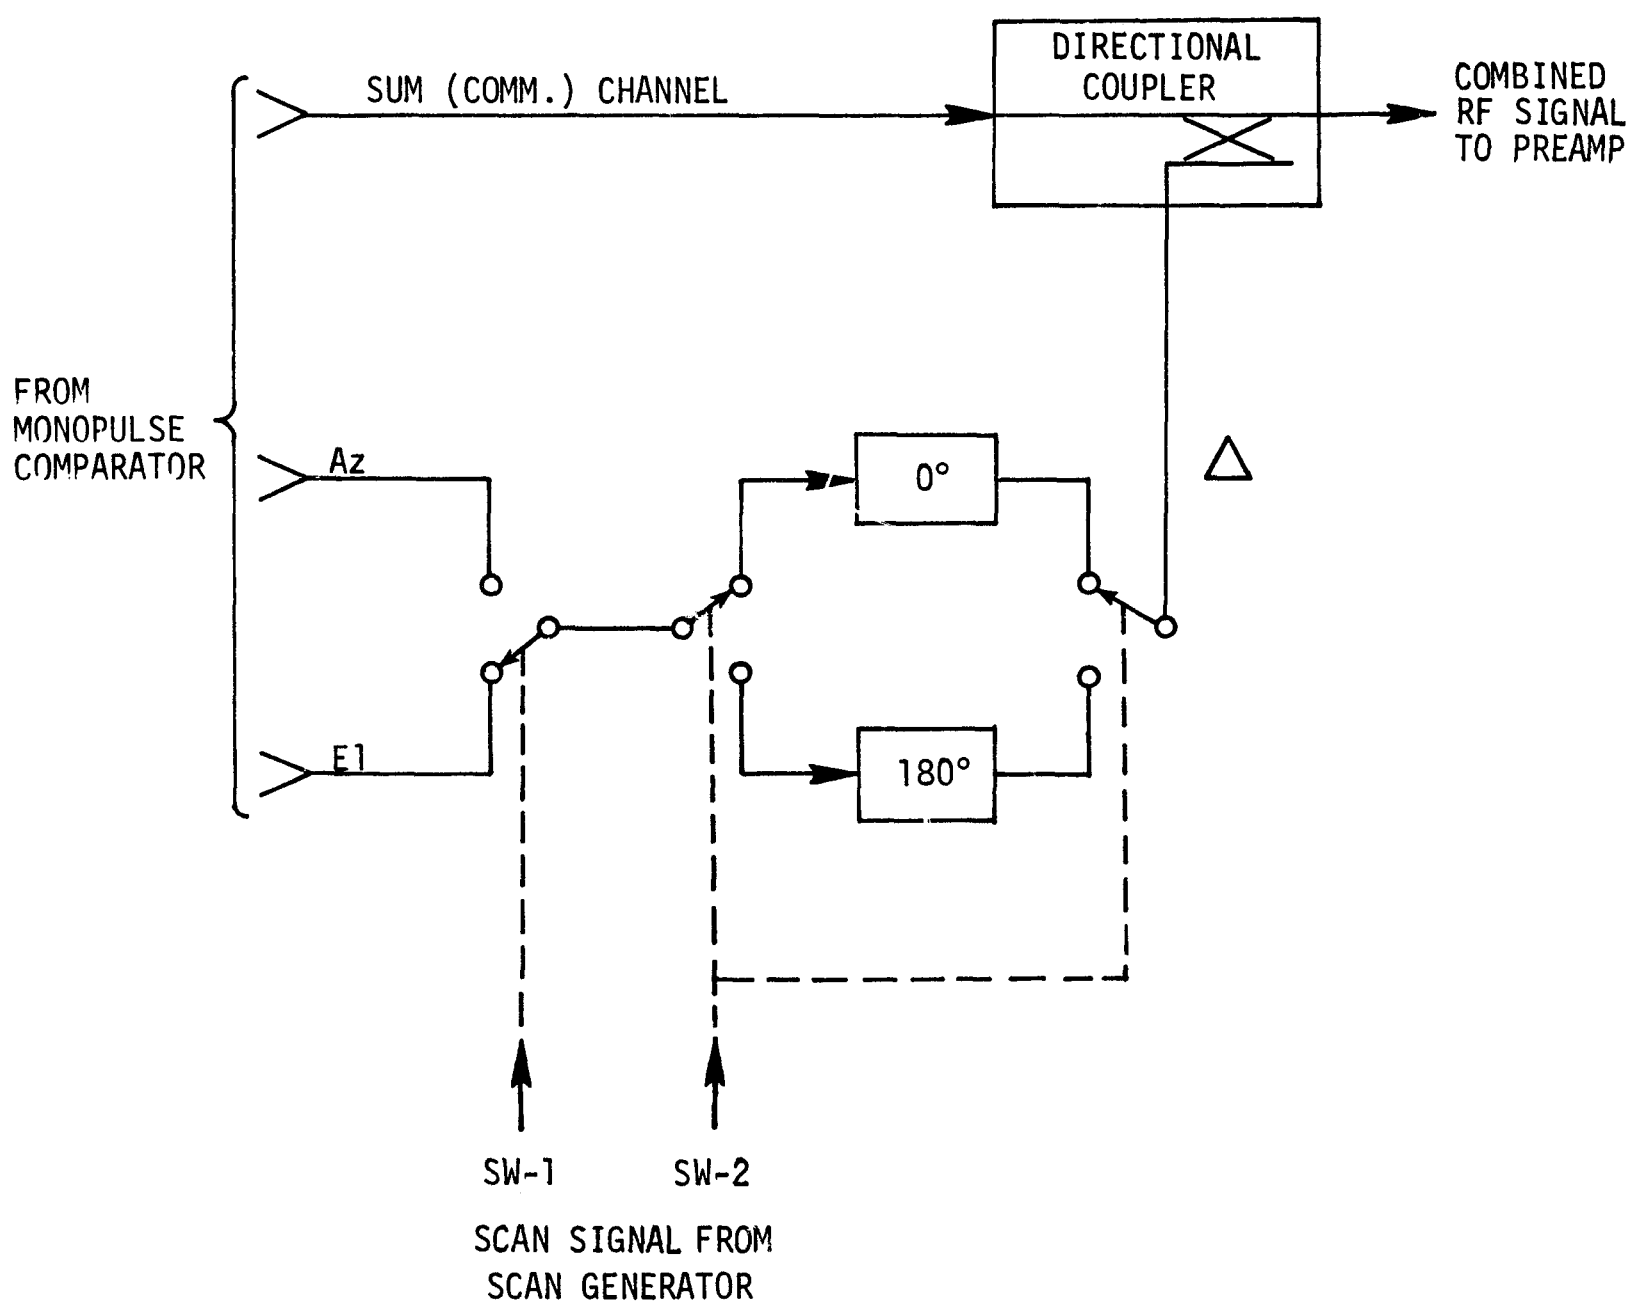 DIRECTIONAL
COUPLER
SUM (COMM.) CHANNEL
COMBINED
RF SIGNAL
TO PREAMP
FROM
MONOPULSE
COMPARATOR
Az
0°
△
El
180°
SW-1
SW-2
SCAN SIGNAL FROM
SCAN GENERATOR